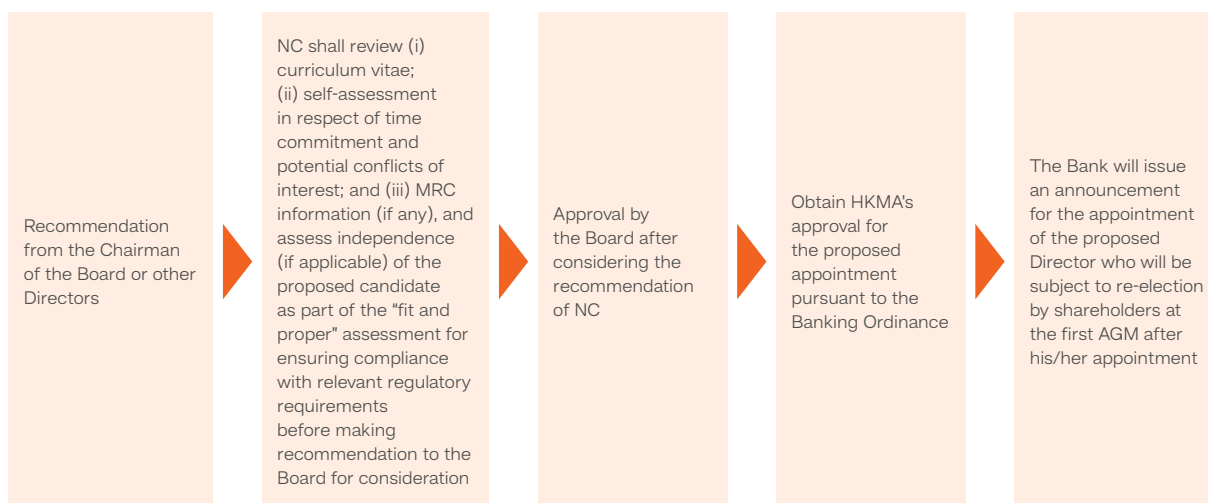 Recommendation
from the Chairman
of the Board or other
Directors
NC shall review (i)
curriculum vitae;
(ii) self-assessment
in respect of time
commitment and
potential conflicts of
interest; and (iii) MRC
information (if any), and
assess independence
(if applicable) of the
proposed candidate
as part of the “fit and
proper” assessment for
ensuring compliance
with relevant regulatory
requirements
before making
recommendation to the
Board for consideration
Approval by
the Board after
considering the
recommendation
of NC
Obtain HKMA's
approval for
the proposed
appointment
pursuant to the
Banking Ordinance
The Bank will issue
an announcement
for the appointment
of the proposed
Director who will be
subject to re-election
by shareholders at
the first AGM after
his/her appointment